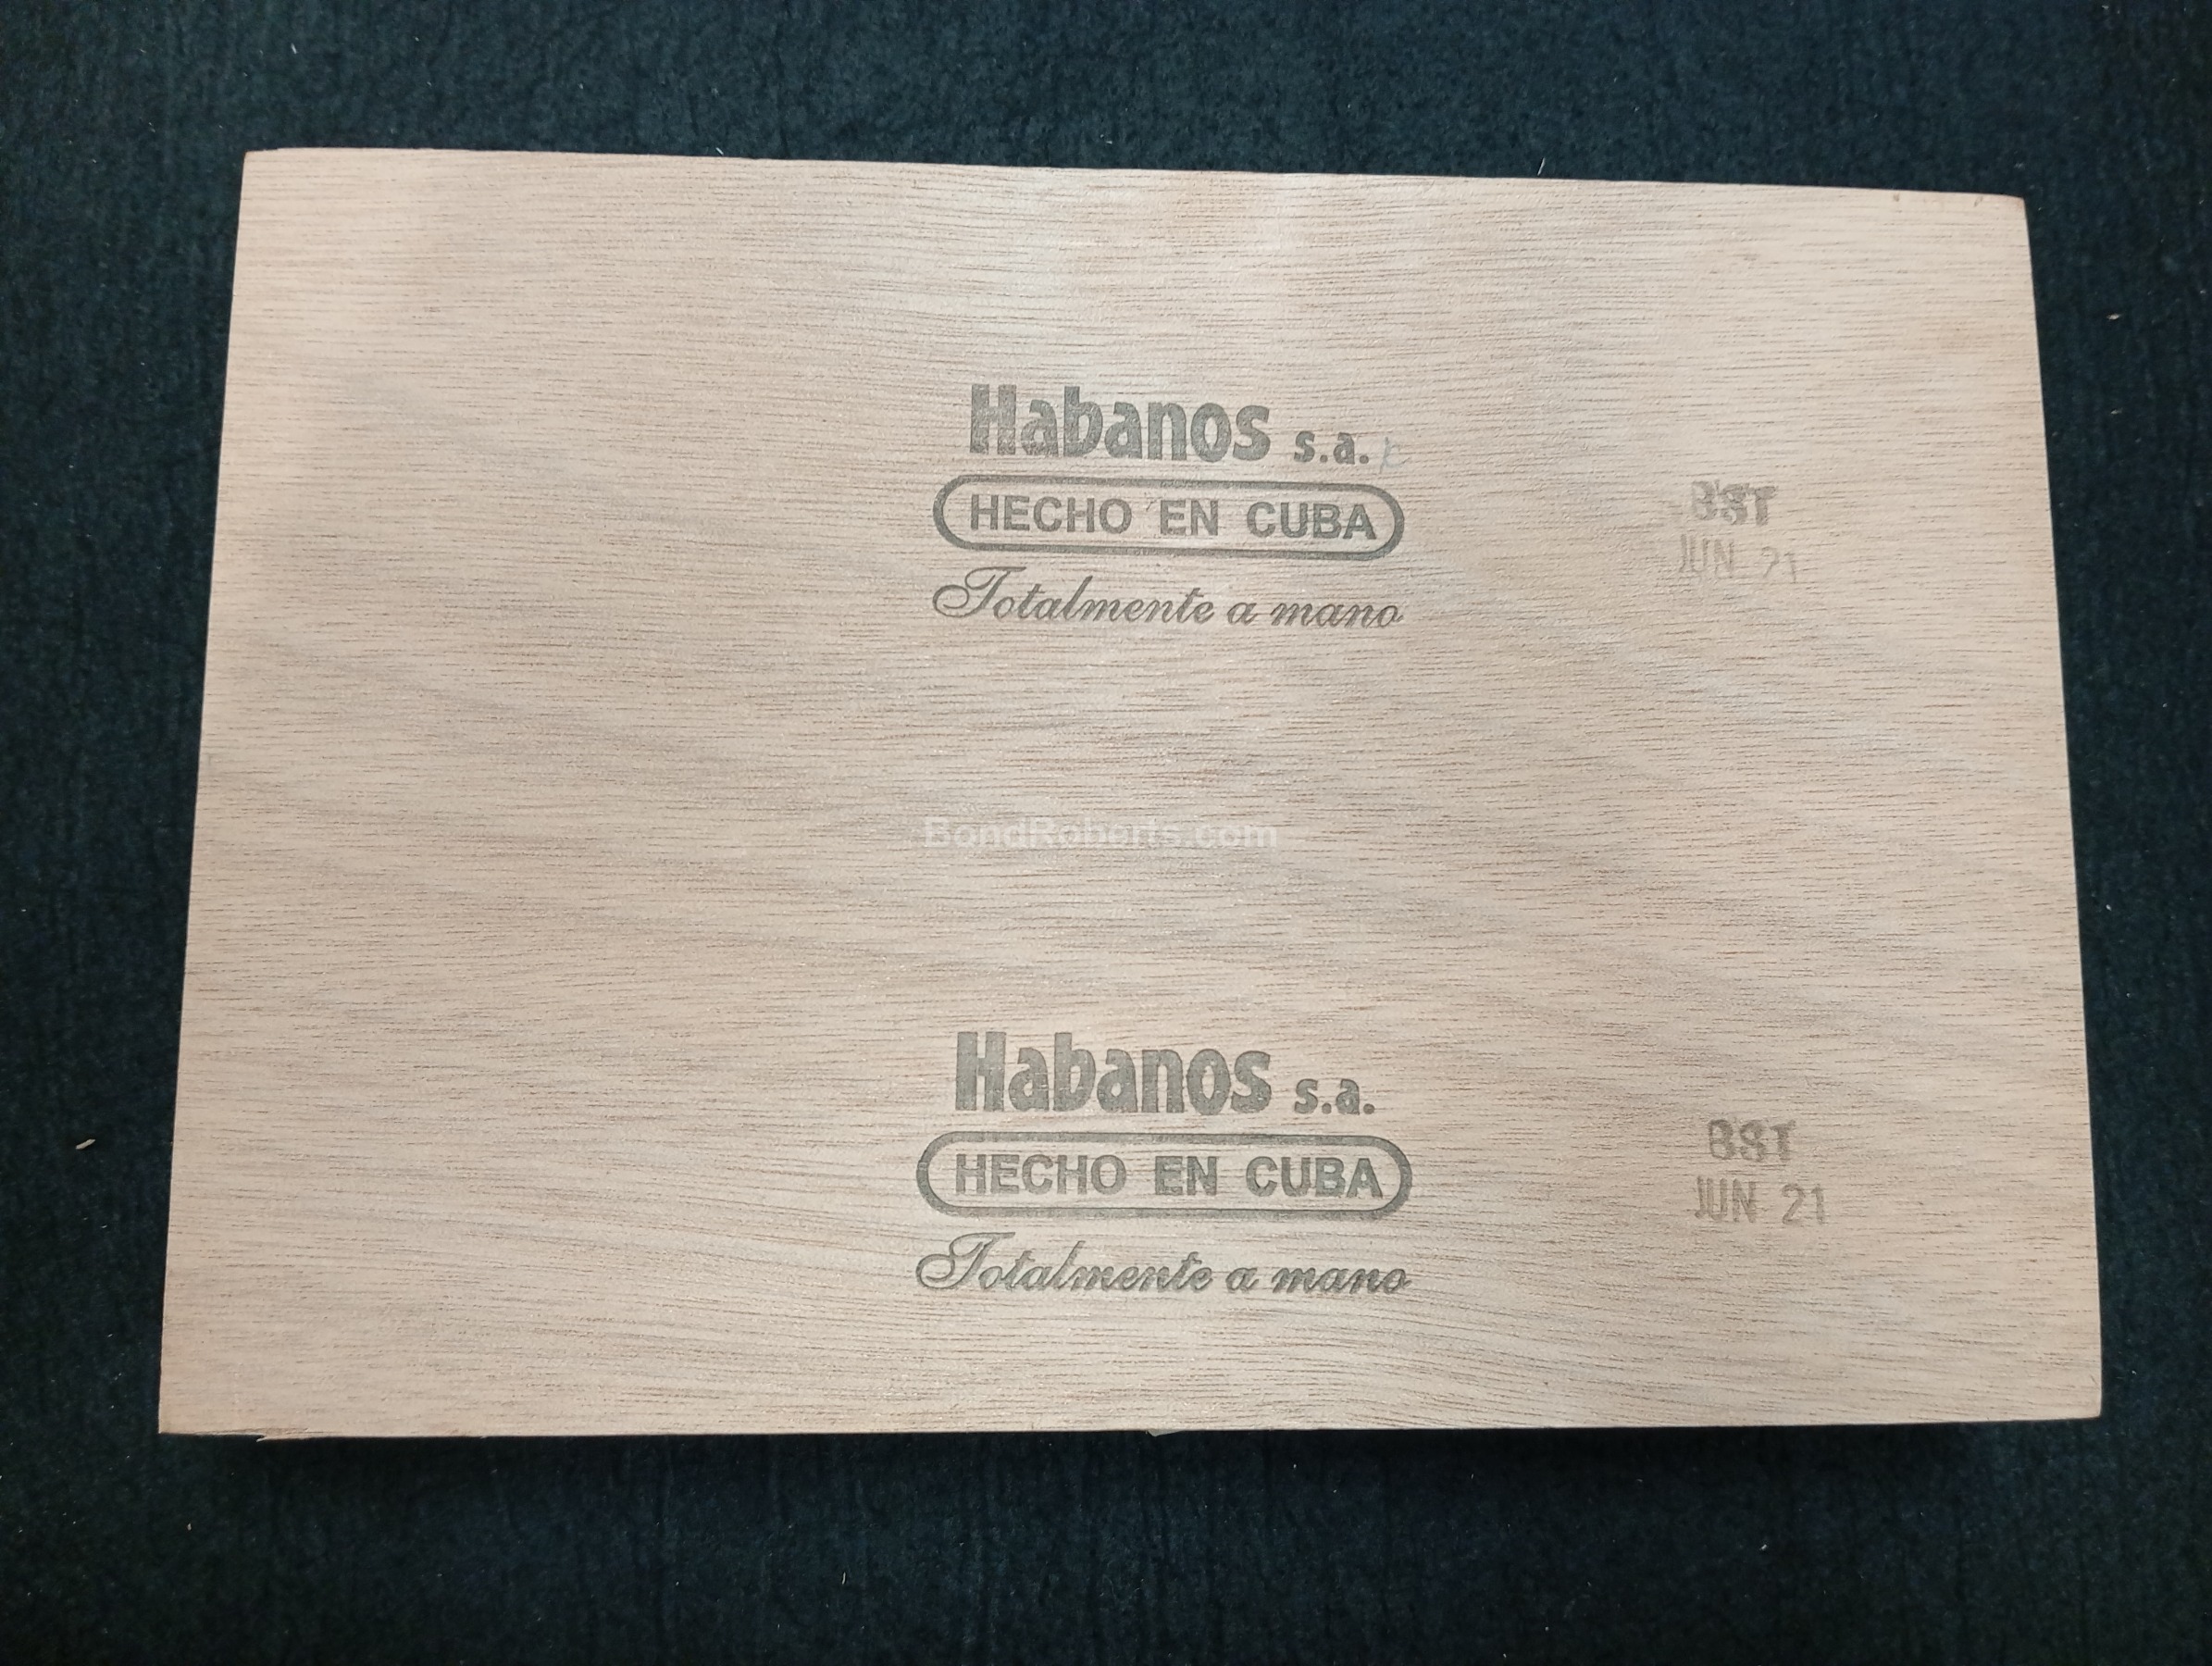 Habanos s.a.
HECHO EN CUBA
Totalmente a mano
BST
JUN 21
BondRoberts.com
Habanos s.a.
HECHO EN CUBA
Totalmente a mano
BST
JUN 21